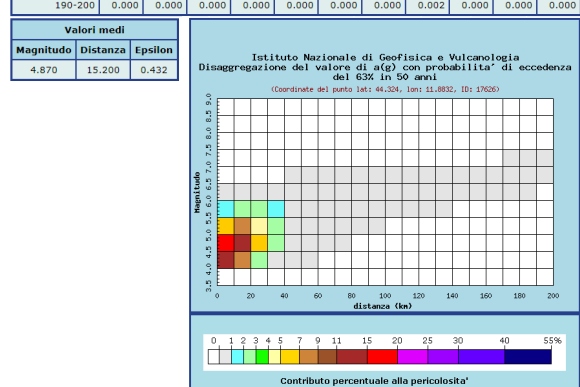 190-200 0.000 0.000 0.000 0.000 0.000 0.000 0.002 0.000 0.000 0.000
Valori medi
Magnitudo Distanza Epsilon
4.870 15.200 0.432
Istituto Nazionale di Geofisica e Vulcanologia
Disaggregazione del valore di a(g) con probabilita' di eccedenza
del 63% in 50 anni
(Coordinate del punto lat: 44.324, lon: 11.8832, ID: 17626)
Magnitudo
9.0
8.5
8.0
7.5
7.0
6.5
6.0
5.5
5.0
4.5
4.0
3.5
0 20 40 60 80 100 120 140 160 180 200
distanza (km)
0 1 2 3 4 5 7 9 11 15 20 25 30 40 55%
Contributo percentuale alla pericolosita'